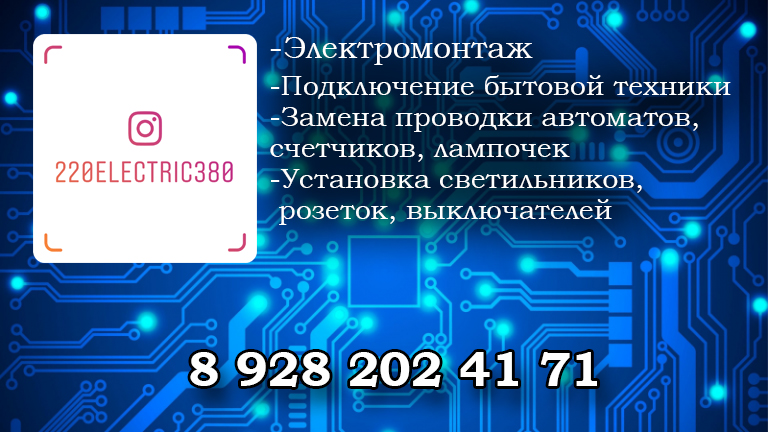 220ELECTRIC380
-Электромонтаж
-Подключение бытовой техники
-Замена проводки автоматов,
счетчиков, лампочек
-Установка светильников,
розеток, выключателей
8 928 202 41 71